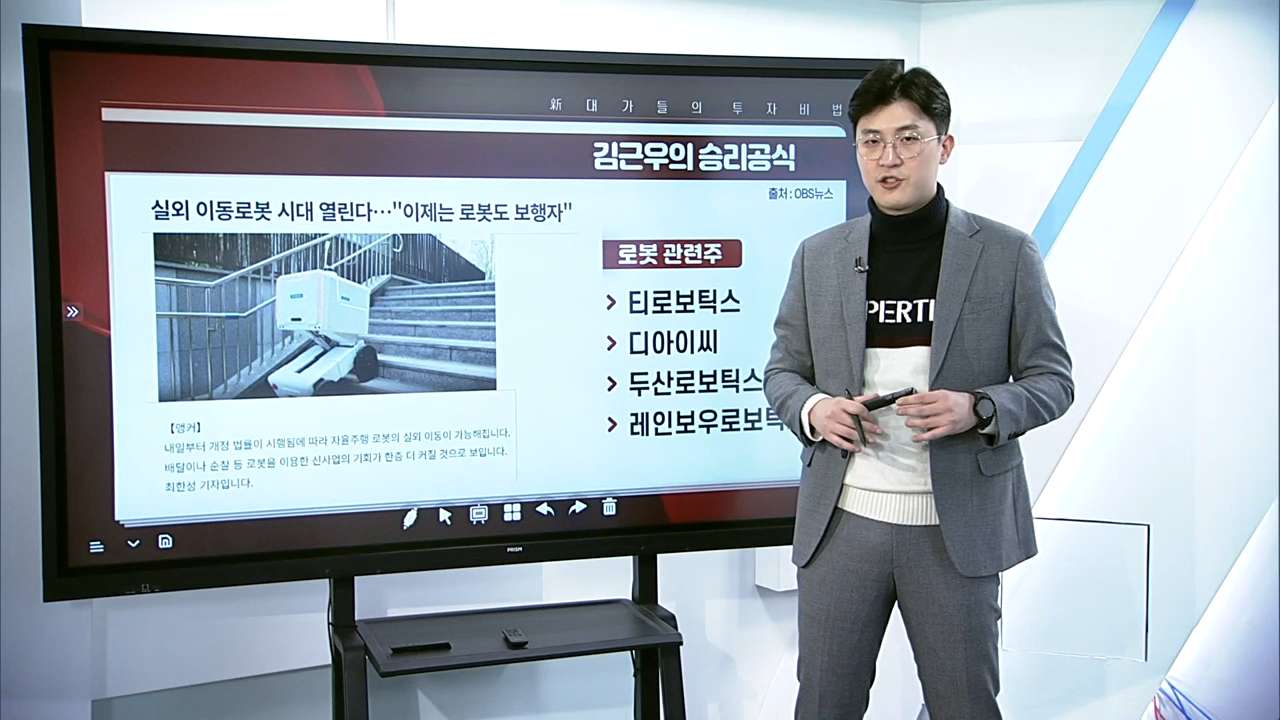 新대가들의투자비법
김근우의 승리공식
출처 : OBS뉴스
실외 이동로봇 시대 열린다…"이제는 로봇도 보행자"
로봇 관련주
티로보틱스
디아이씨
두산로보틱스
레인보우로보틱
【앵커】
내일부터 개정 법률이 시행됨에 따라 자율주행 로봇의 실외 이동이 가능해집니다.
배달이나 순찰 등 로봇을 이용한 신사업의 기회가 한층 더 커질 것으로 보입니다.
최한성 기자입니다.
PERTI
PRISM